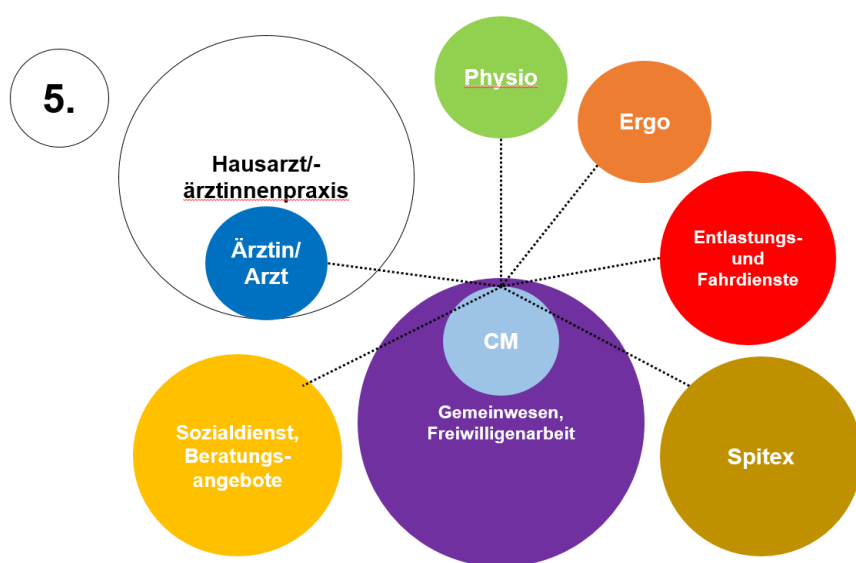 5.
Hausarzt/-
ärztinnenpraxis
Ärztin/
Arzt
Physio
Ergo
Entlastungs-
und
Fahrdienste
CM
Gemeinwesen,
Freiwilligenarbeit
Sozialdienst,
Beratungs-
angebote
Spitex